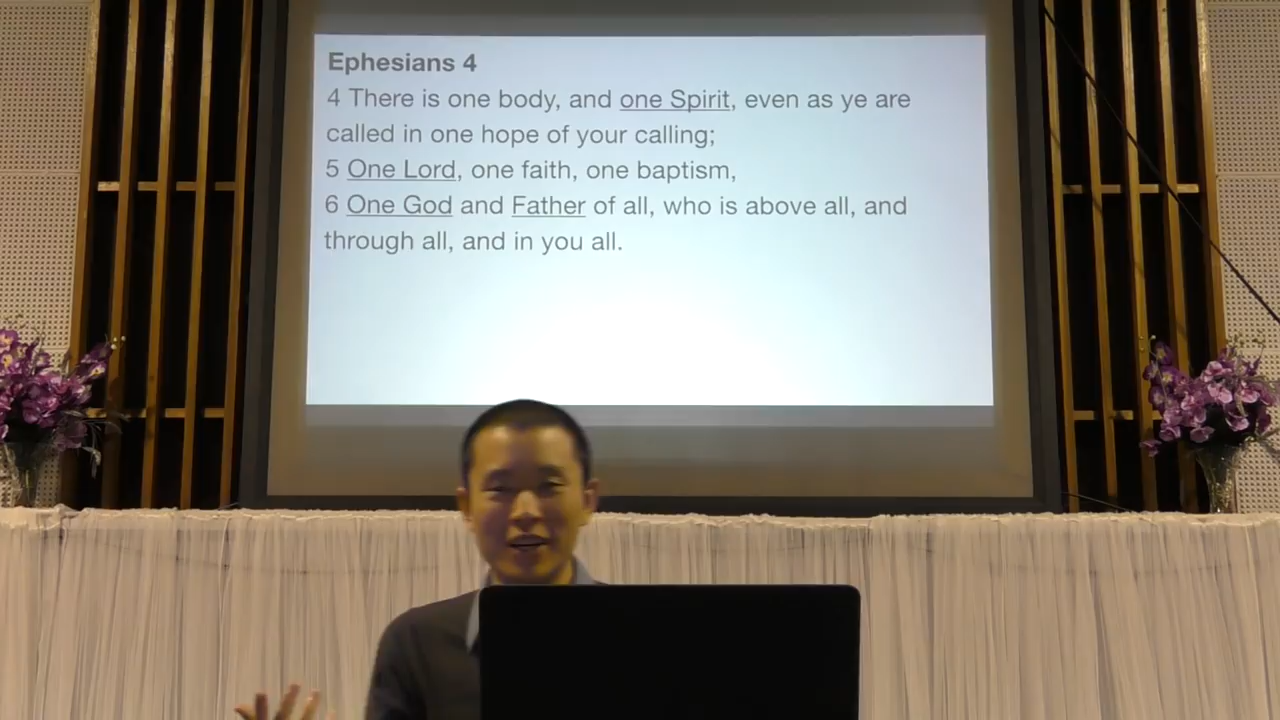 Ephesians 4
4 There is one body, and one Spirit, even as ye are
called in one hope of your calling;
5 One Lord, one faith, one baptism,
6 One God and Father of all, who is above all, and
through all, and in you all.